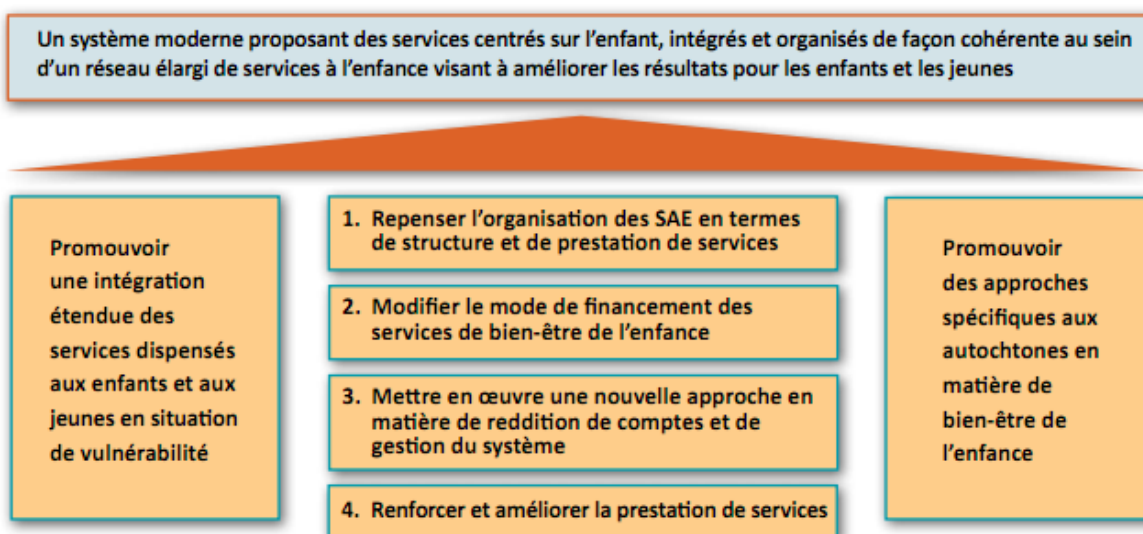 Un système moderne proposant des services centrés sur l'enfant, intégrés et organisés de façon cohérente au sein
d'un réseau élargi de services à l'enfance visant à améliorer les résultats pour les enfants et les jeunes
Promouvoir
une intégration
étendue des
services dispensés
aux enfants et aux
jeunes en situation
de vulnérabilité
1. Repenser l'organisation des SAE en termes
de structure et de prestation de services
2. Modifier le mode de financement des
services de bien-être de l'enfance
3. Mettre en œuvre une nouvelle approche en
matière de reddition de comptes et de
gestion du système
4. Renforcer et améliorer la prestation de services
Promouvoir
des approches
spécifiques aux
autochtones en
matière de
bien-être de
l'enfance